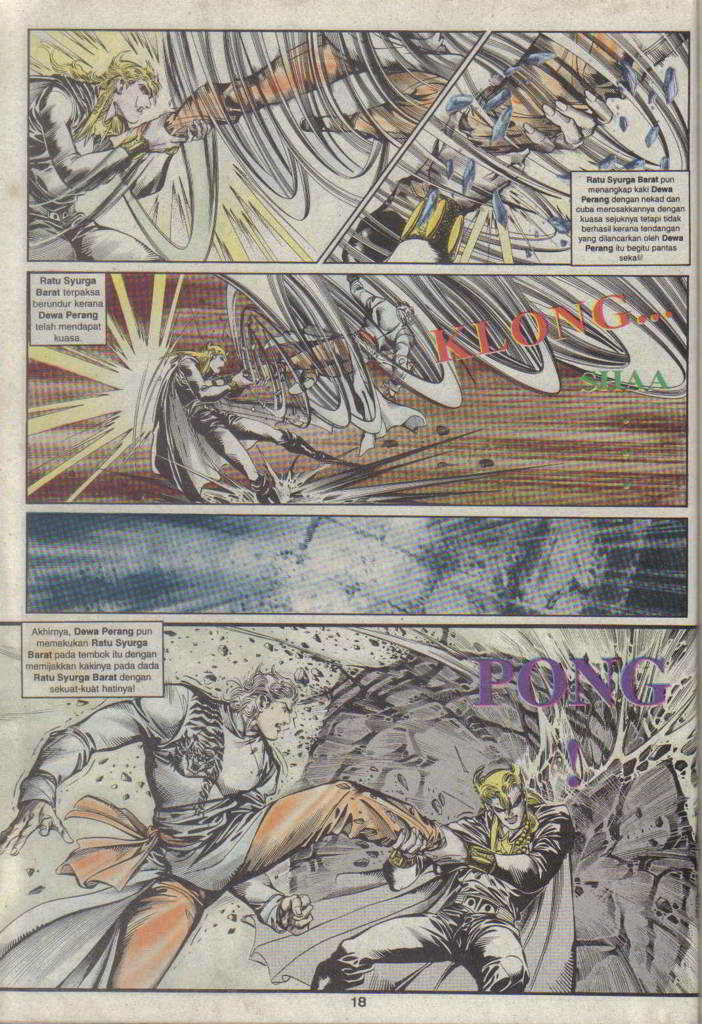 Ratu Syurga Barat pun
menangkap kaki Dewa
Perang dengan nekad dan
cuba merosakkannya dengan
kuasa sejuknya tetapi tidak
berhasil kerana tendangan
yang dilancarkan oleh Dewa
Perang itu begitu pantas
sekali!
Ratu Syurga
Barat terpaksa
berundur kerana
Dewa Perang
telah mendapat
kuasa.
KLONG...
SHAA
Akhirnya, Dewa Perang pun
memakukan Ratu Syurga
Barat pada tembok itu dengan
memijakkan kakinya pada dada
Ratu Syurga Barat dengan
sekuat-kuat hatinya!
PONG
!
18